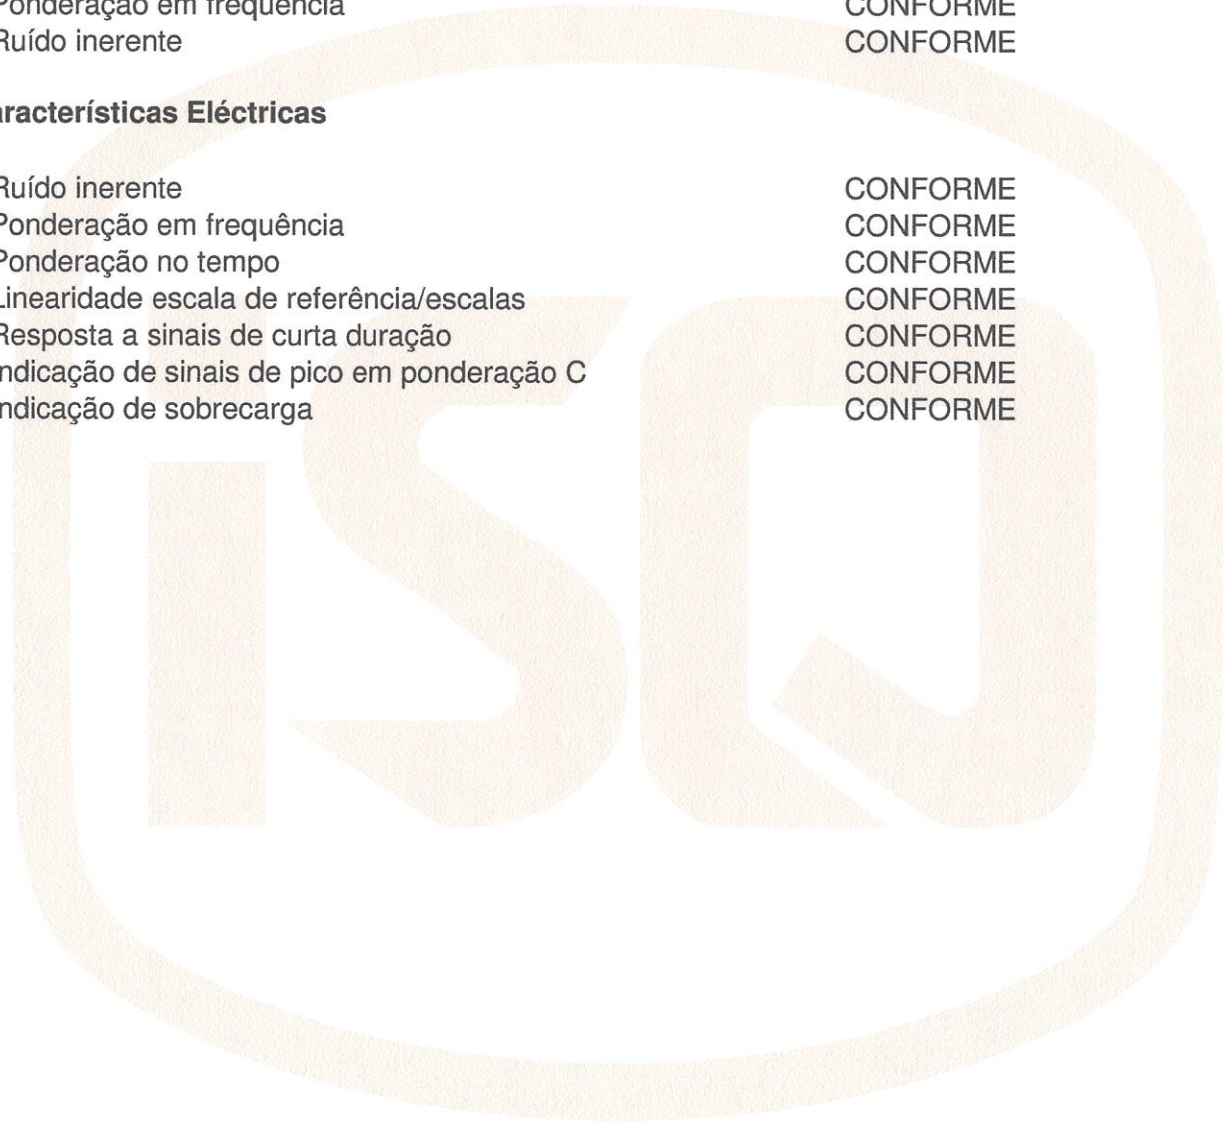 Ponderação em frequência CONFORME
Ruído inerente CONFORME
aracterísticas Eléctricas
Ruído inerente CONFORME
Ponderação em frequência CONFORME
Ponderação no tempo CONFORME
Linearidade escala de referência/escalas CONFORME
Resposta a sinais de curta duração CONFORME
ndicação de sinais de pico em ponderação C CONFORME
ndicação de sobrecarga CONFORME
ISQ